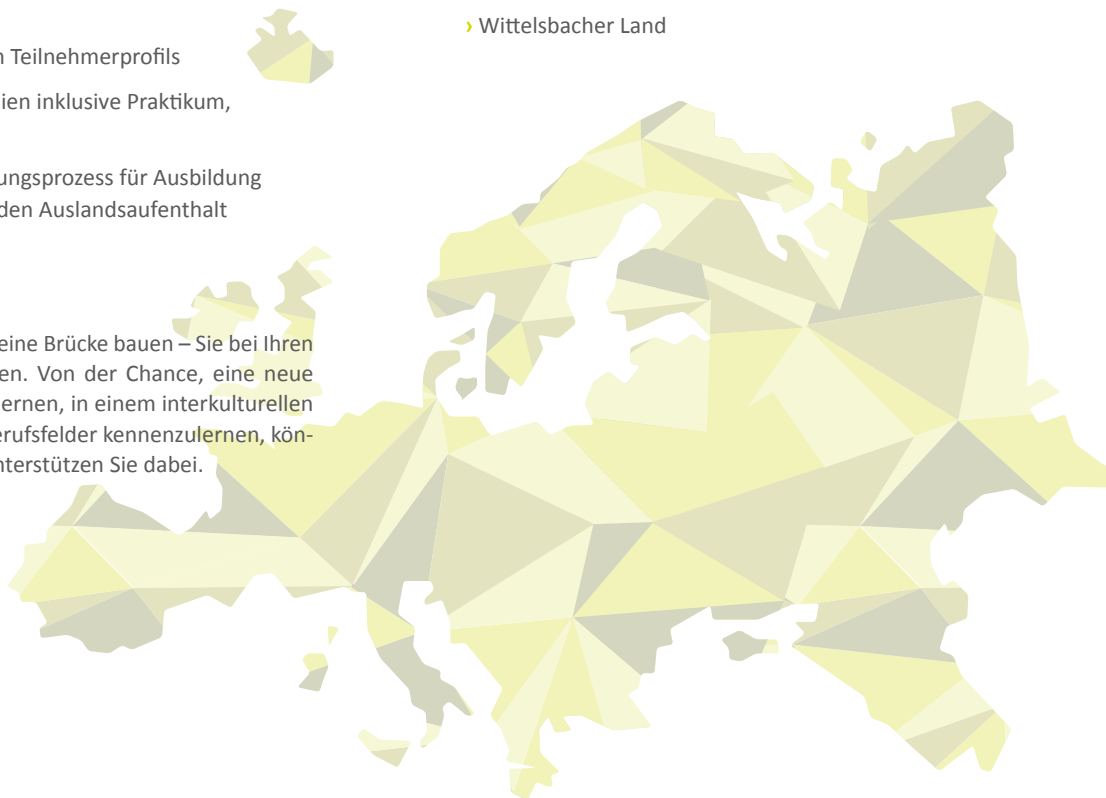 n Teilnehmerprofils
ien inklusive Praktikum,
ungsprozess für Ausbildung
den Auslandsaufenthalt
eine Brücke bauen – Sie bei Ihren
en. Von der Chance, eine neue
ernen, in einem interkulturellen
erufsfelder kennenzulernen, kön-
nterstützen Sie dabei.
› Wittelsbacher Land